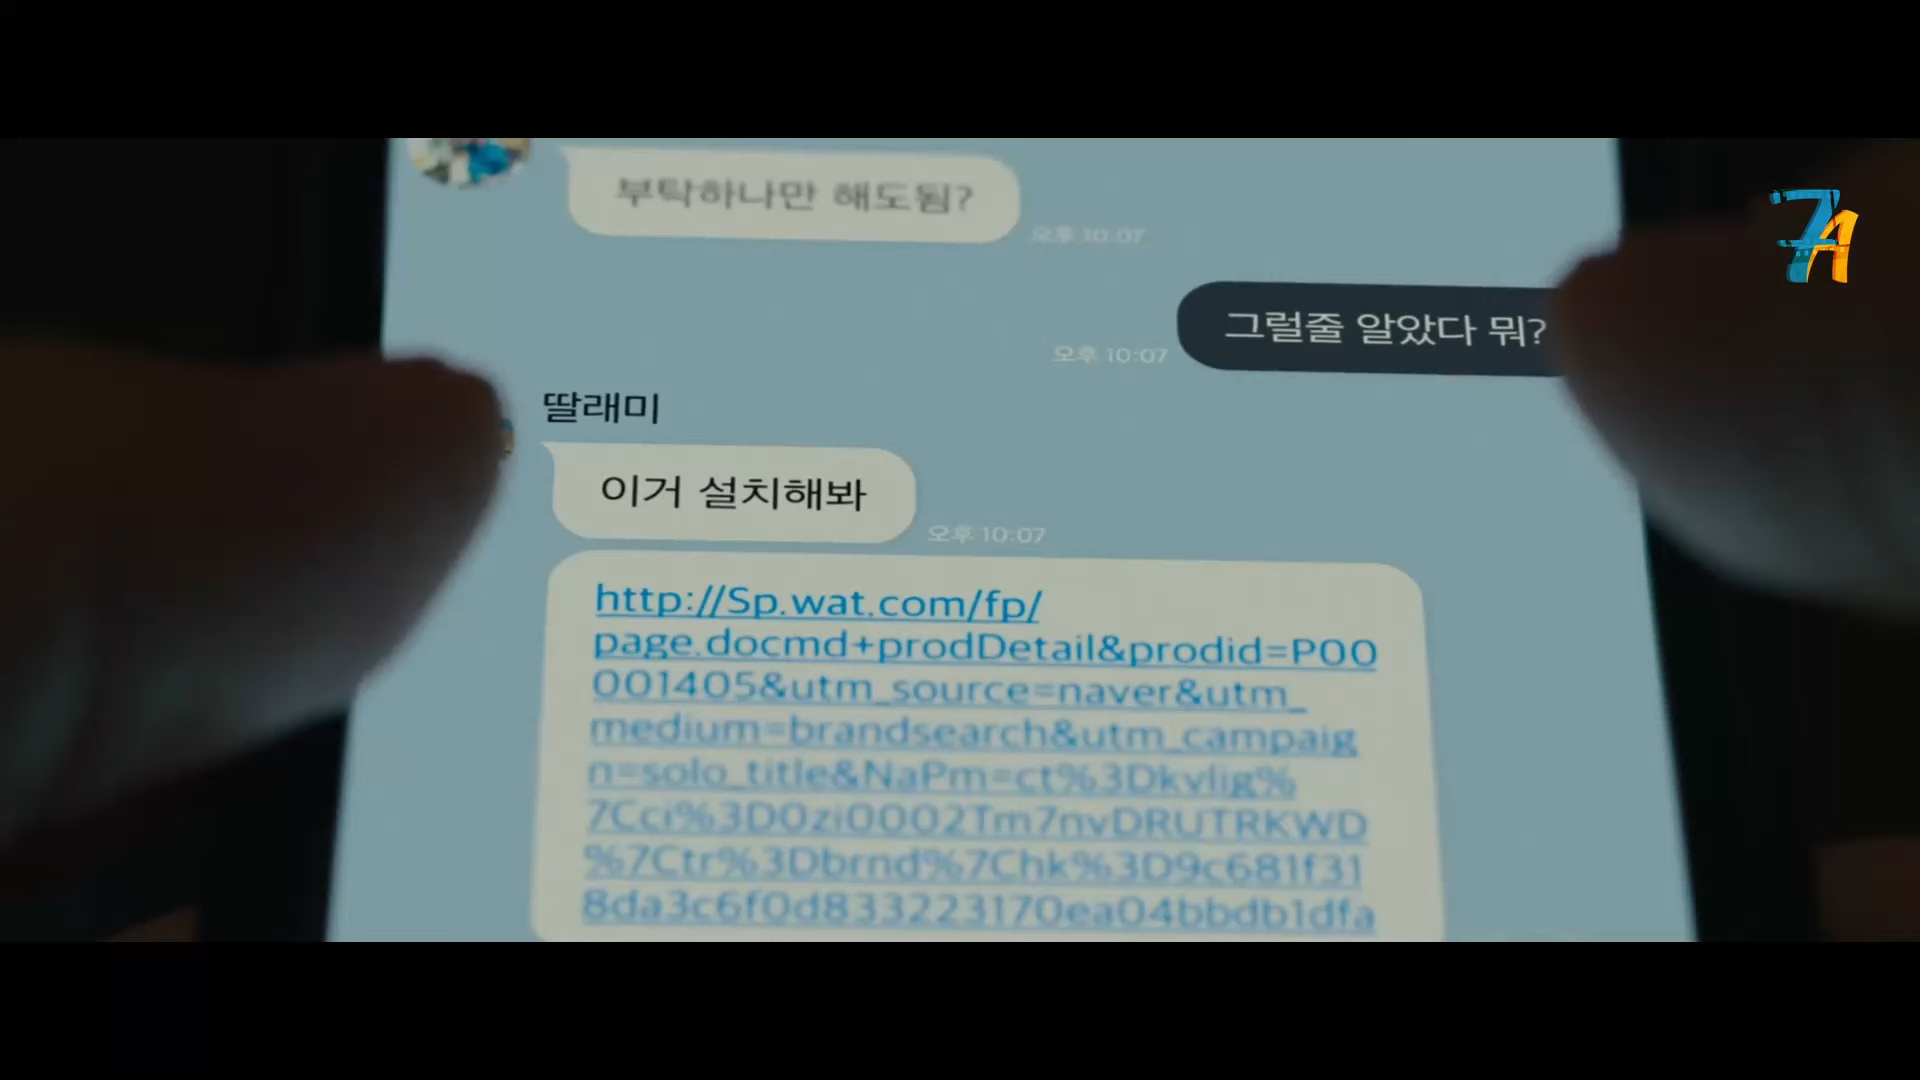 부탁하나만 해도됨?
오후 10:07
그럴줄 알았다 뭐?
오후 10:07
딸래미
이거 설치해봐
오후 10:07
http://Sp.wat.com/fp/
page.docmd+prodDetail&prodid=P00
001405&utm_source=naver&utm_
medium=brandsearch&utm_campaig
n=solo_title&NaPm=ct%3Dkvlig%
7Cci%3D0zi0002Tm7nvDRUTRKWD
%7Ctr%3Dbrnd%7Chk%3D9c681f31
8da3c6f0d833223170ea04bbdb1dfa
7A